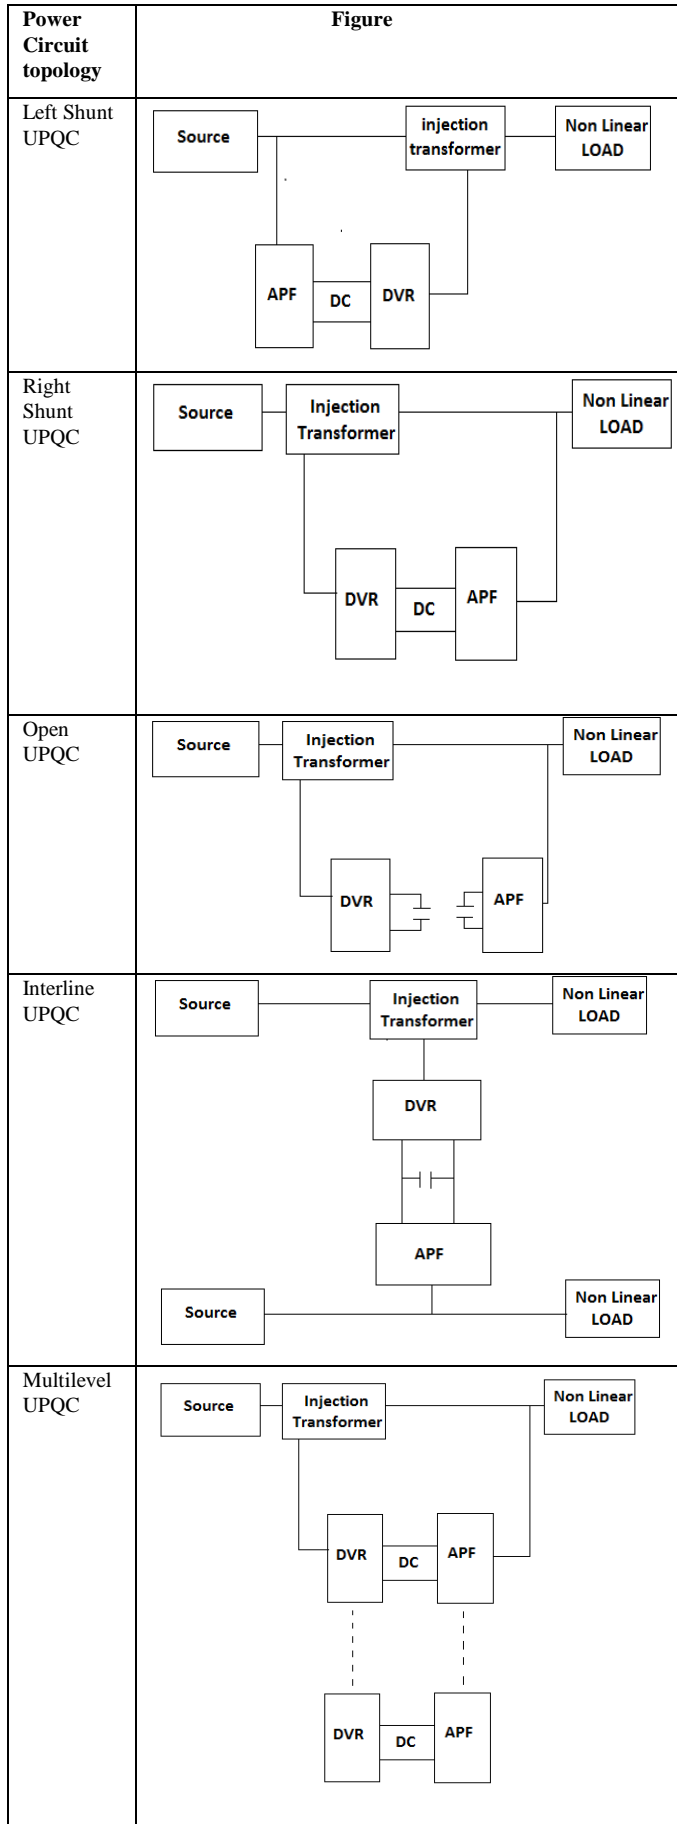 Power
Circuit
topology
Figure
Left Shunt
UPQC
Source
injection
transformer
Non Linear
LOAD
APF
DC
DVR
Right
Shunt
UPQC
Source
Injection
Transformer
Non Linear
LOAD
DVR
DC
APF
Open
UPQC
Source
Injection
Transformer
Non Linear
LOAD
DVR
APF
Interline
UPQC
Source
Injection
Transformer
Non Linear
LOAD
DVR
APF
Source
Non Linear
LOAD
Multilevel
UPQC
Source
Injection
Transformer
Non Linear
LOAD
DVR
DC
APF
DVR
DC
APF